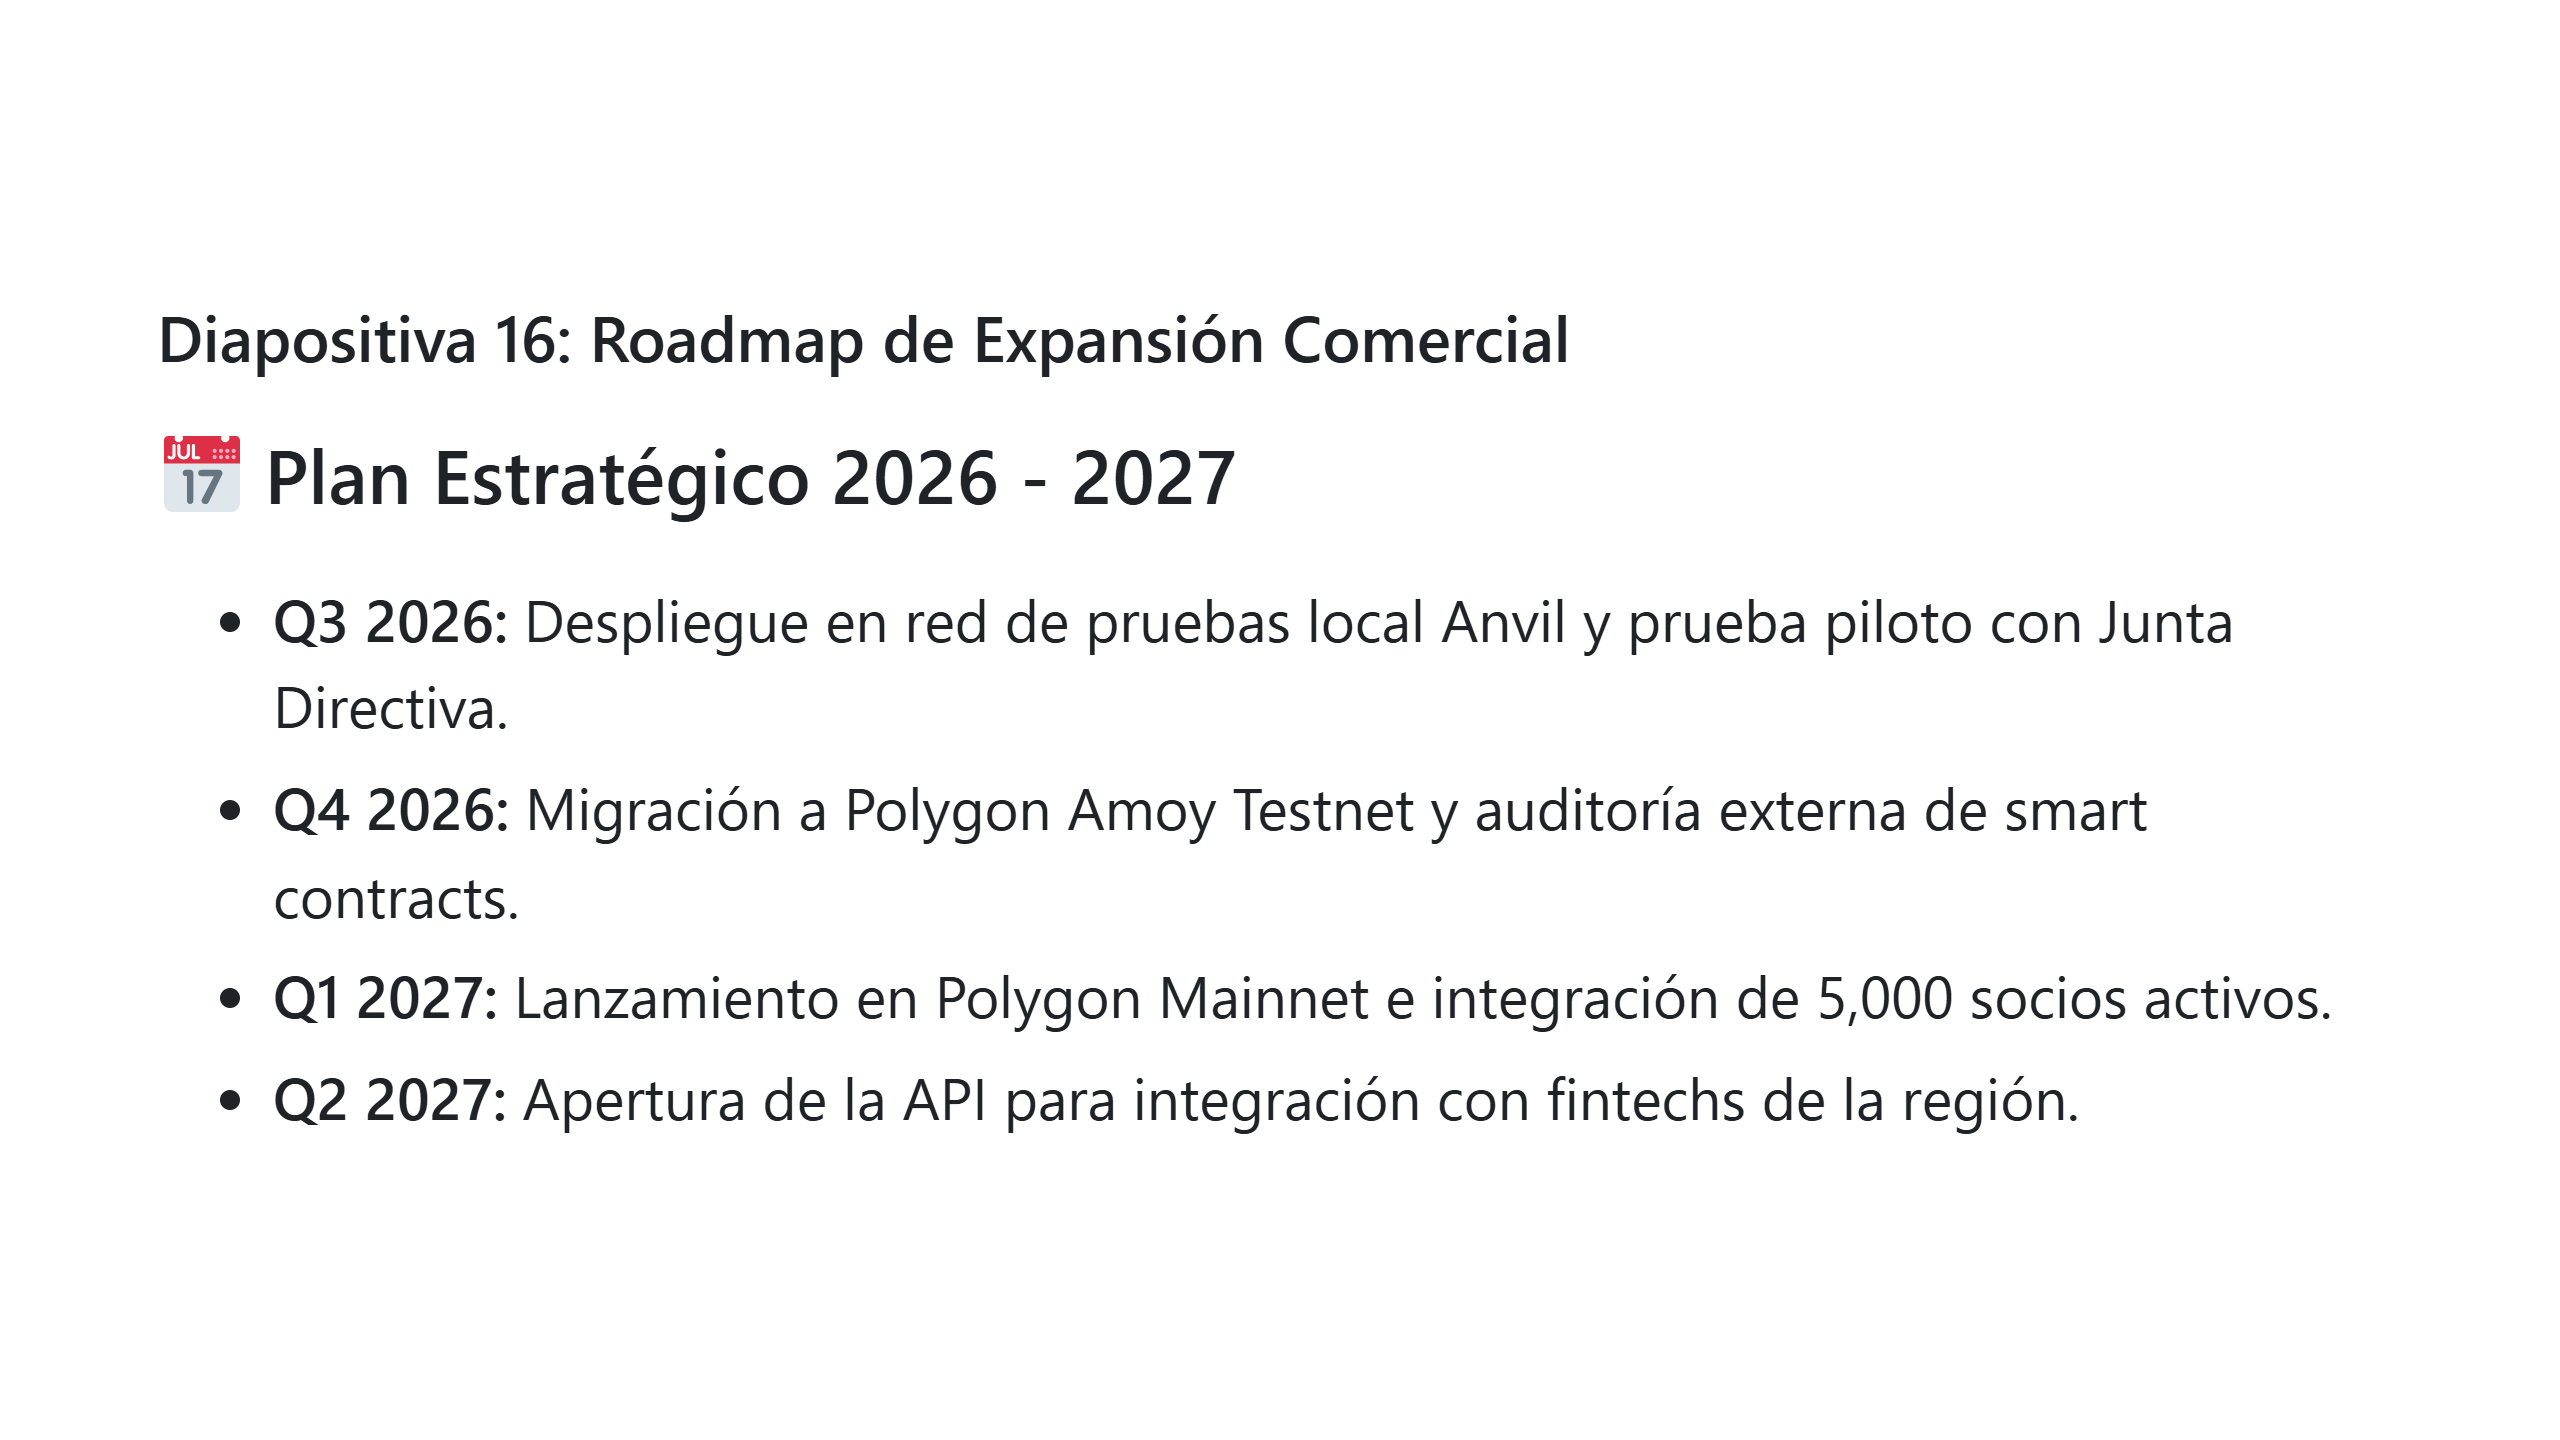 Diapositiva 16: Roadmap de Expansión Comercial
JUL
17 Plan Estratégico 2026 - 2027
• Q3 2026: Despliegue en red de pruebas local Anvil y prueba piloto con Junta
Directiva.
• Q4 2026: Migración a Polygon Amoy Testnet y auditoría externa de smart
contracts.
• Q1 2027: Lanzamiento en Polygon Mainnet e integración de 5,000 socios activos.
• Q2 2027: Apertura de la API para integración con fintechs de la región.